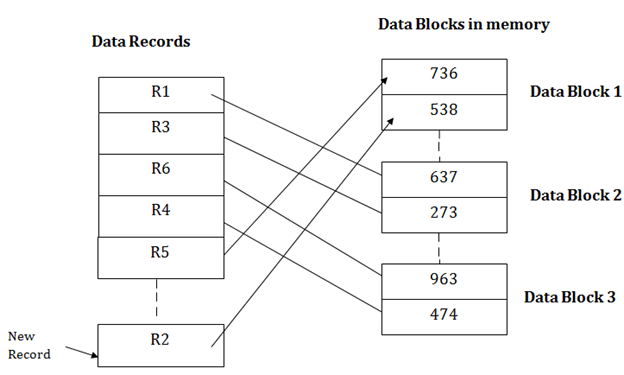 Data Blocks in memory
Data Records
736
Data Block 1
R1
538
R3
R6
637
Data Block 2
R4
273
R5
963
Data Block 3
474
New
Record
R2